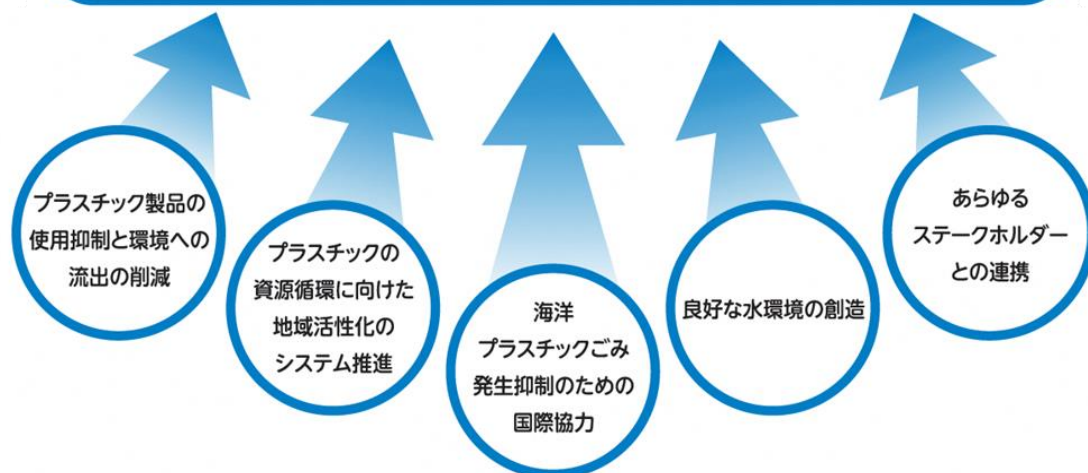 プラスチック製品の
使用抑制と環境への
流出の削減
プラスチックの
資源循環に向けた
地域活性化の
システム推進
海洋
プラスチックごみ
発生抑制のための
国際協力
良好な水環境の創造
あらゆる
ステークホルダー
との連携